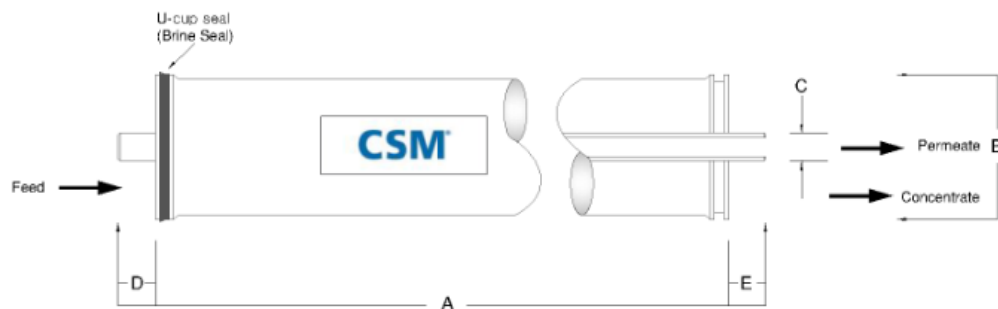 U-cup seal
(Brine Seal)
C
CSM®
Permeate
B
Feed
Concentrate
D
E
A